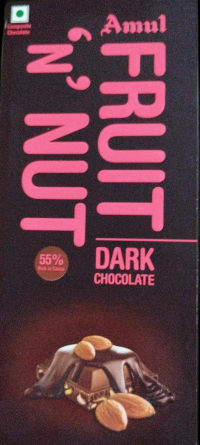 Composite
Chocolate
Amul
FRUIT
‘N’ NUT
55%
Rich in Cocoa
DARK
CHOCOLATE